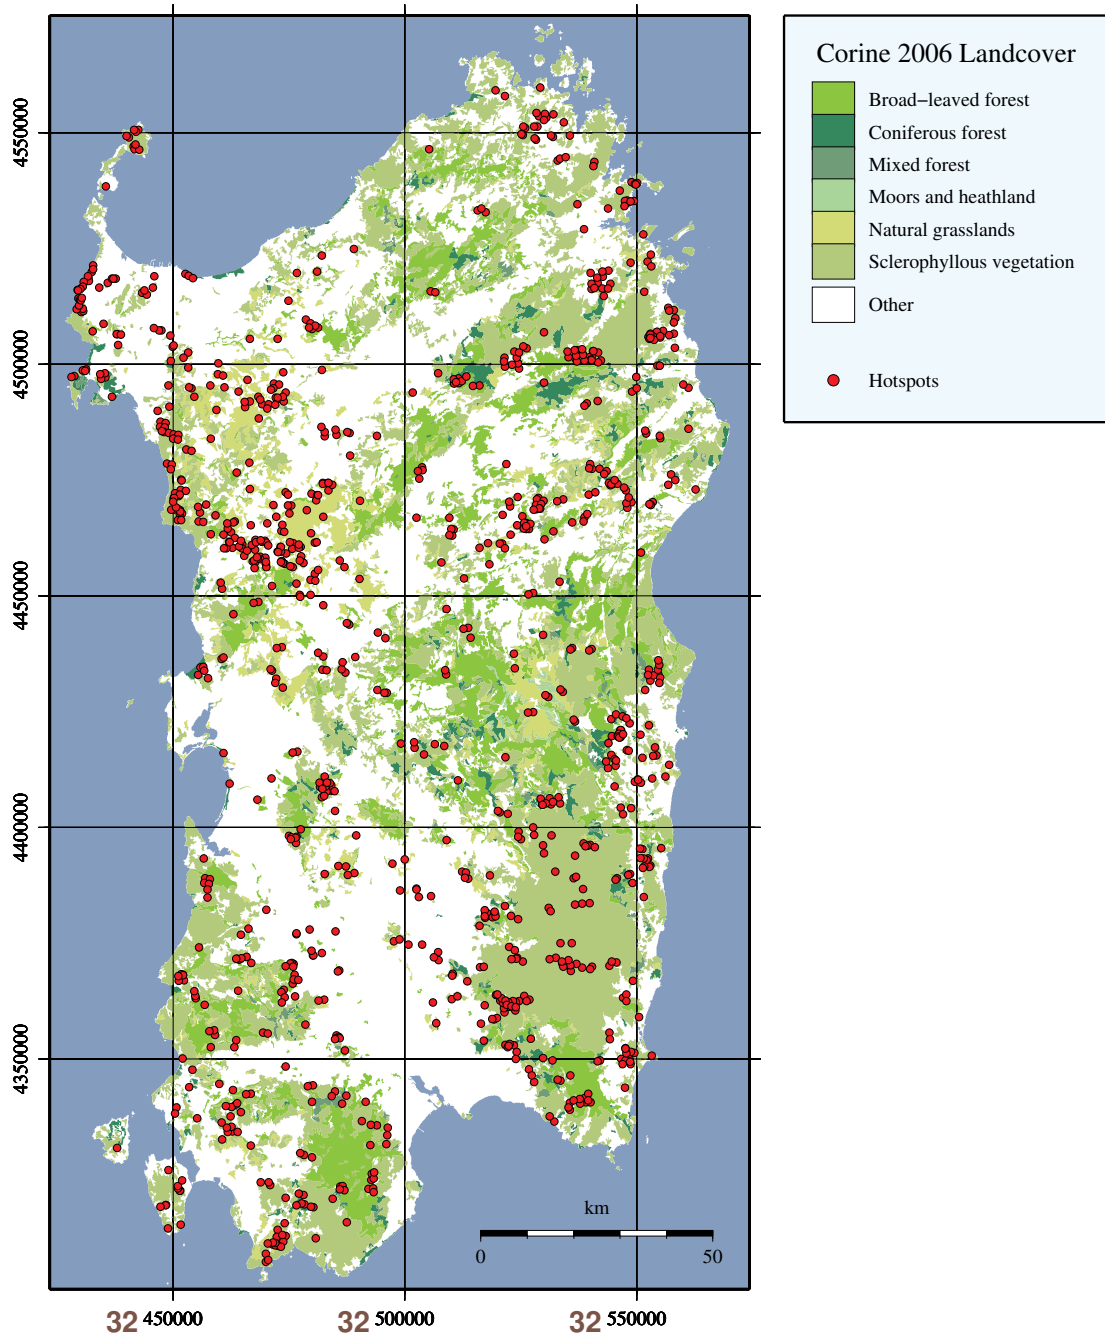 Corine 2006 Landcover
Broad−leaved forest
Coniferous forest
Mixed forest
Moors and heathland
Natural grasslands
Sclerophyllous vegetation
Other
Hotspots
4550000
4500000
4450000
4400000
4350000
km
0 50
32 450000 32 500000 32 550000